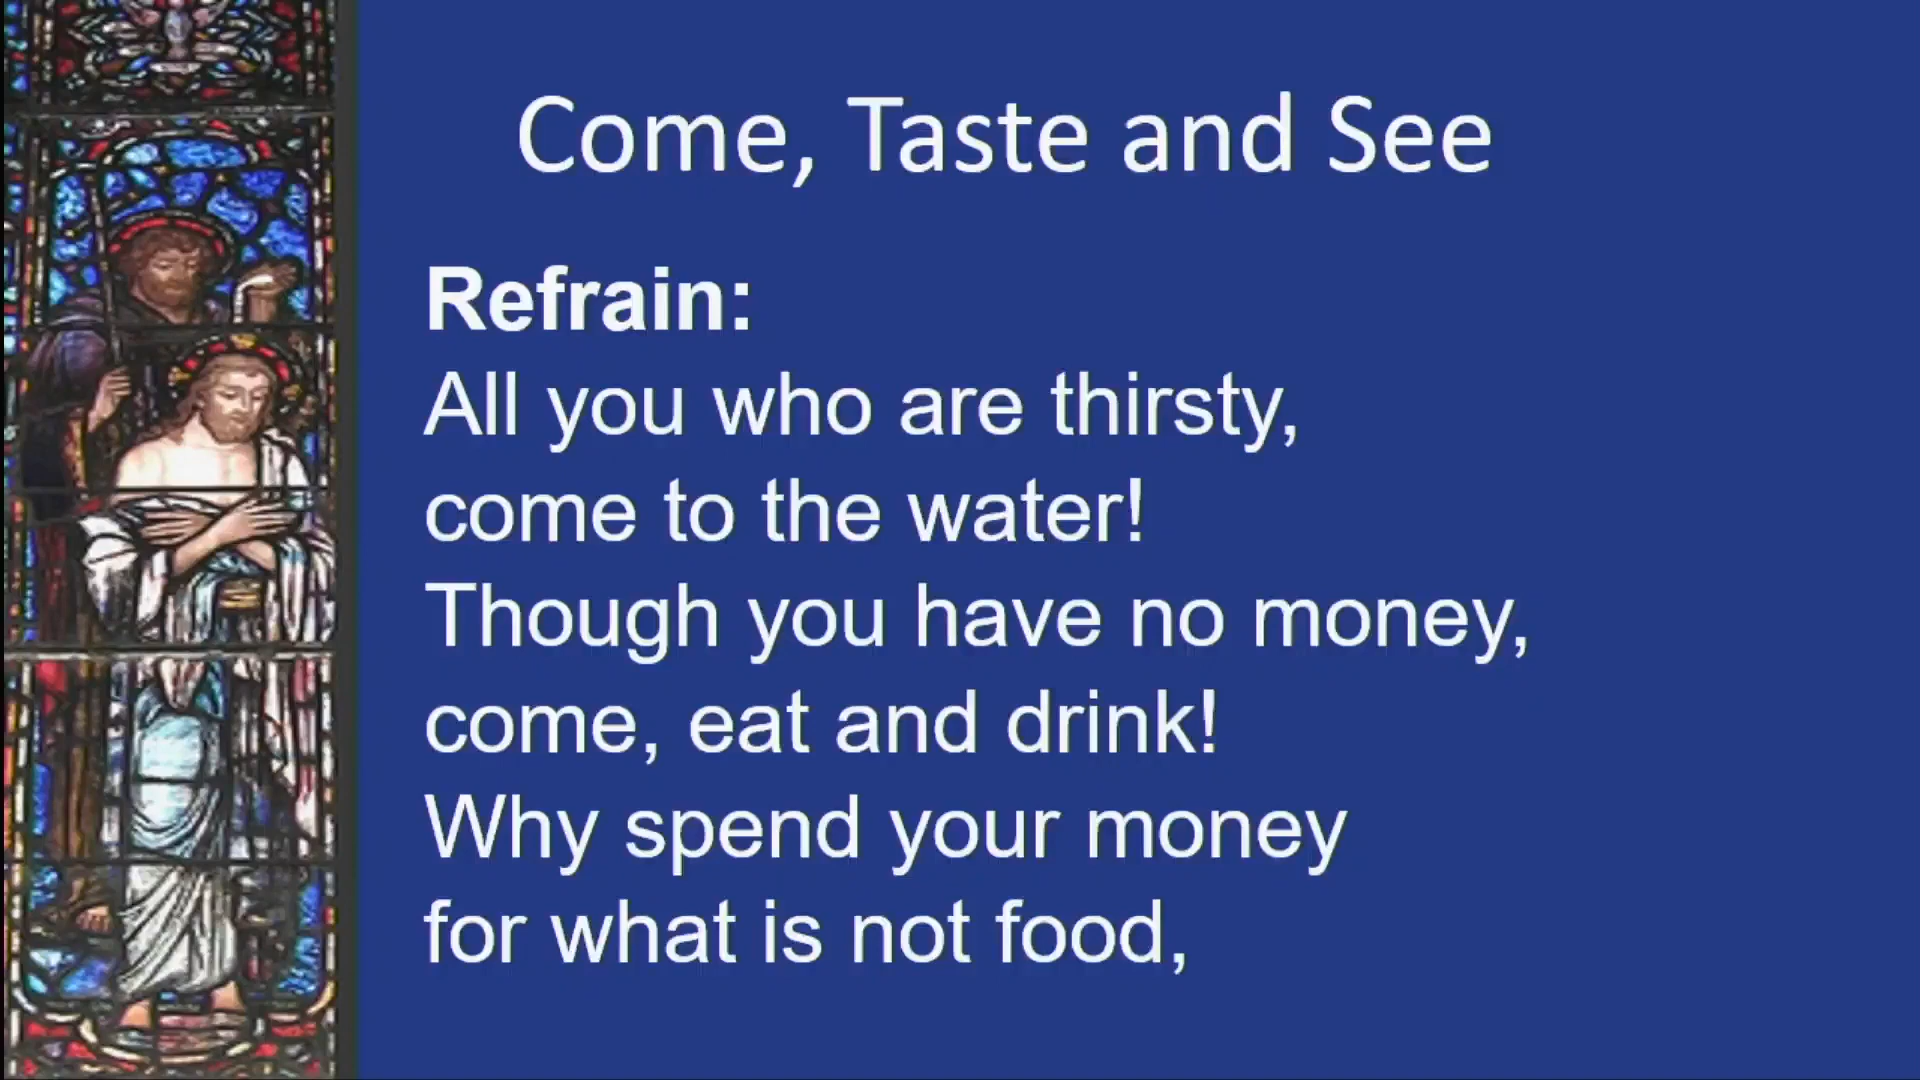 Come, Taste and See
Refrain:
All you who are thirsty,
come to the water!
Though you have no money,
come, eat and drink!
Why spend your money
for what is not food,